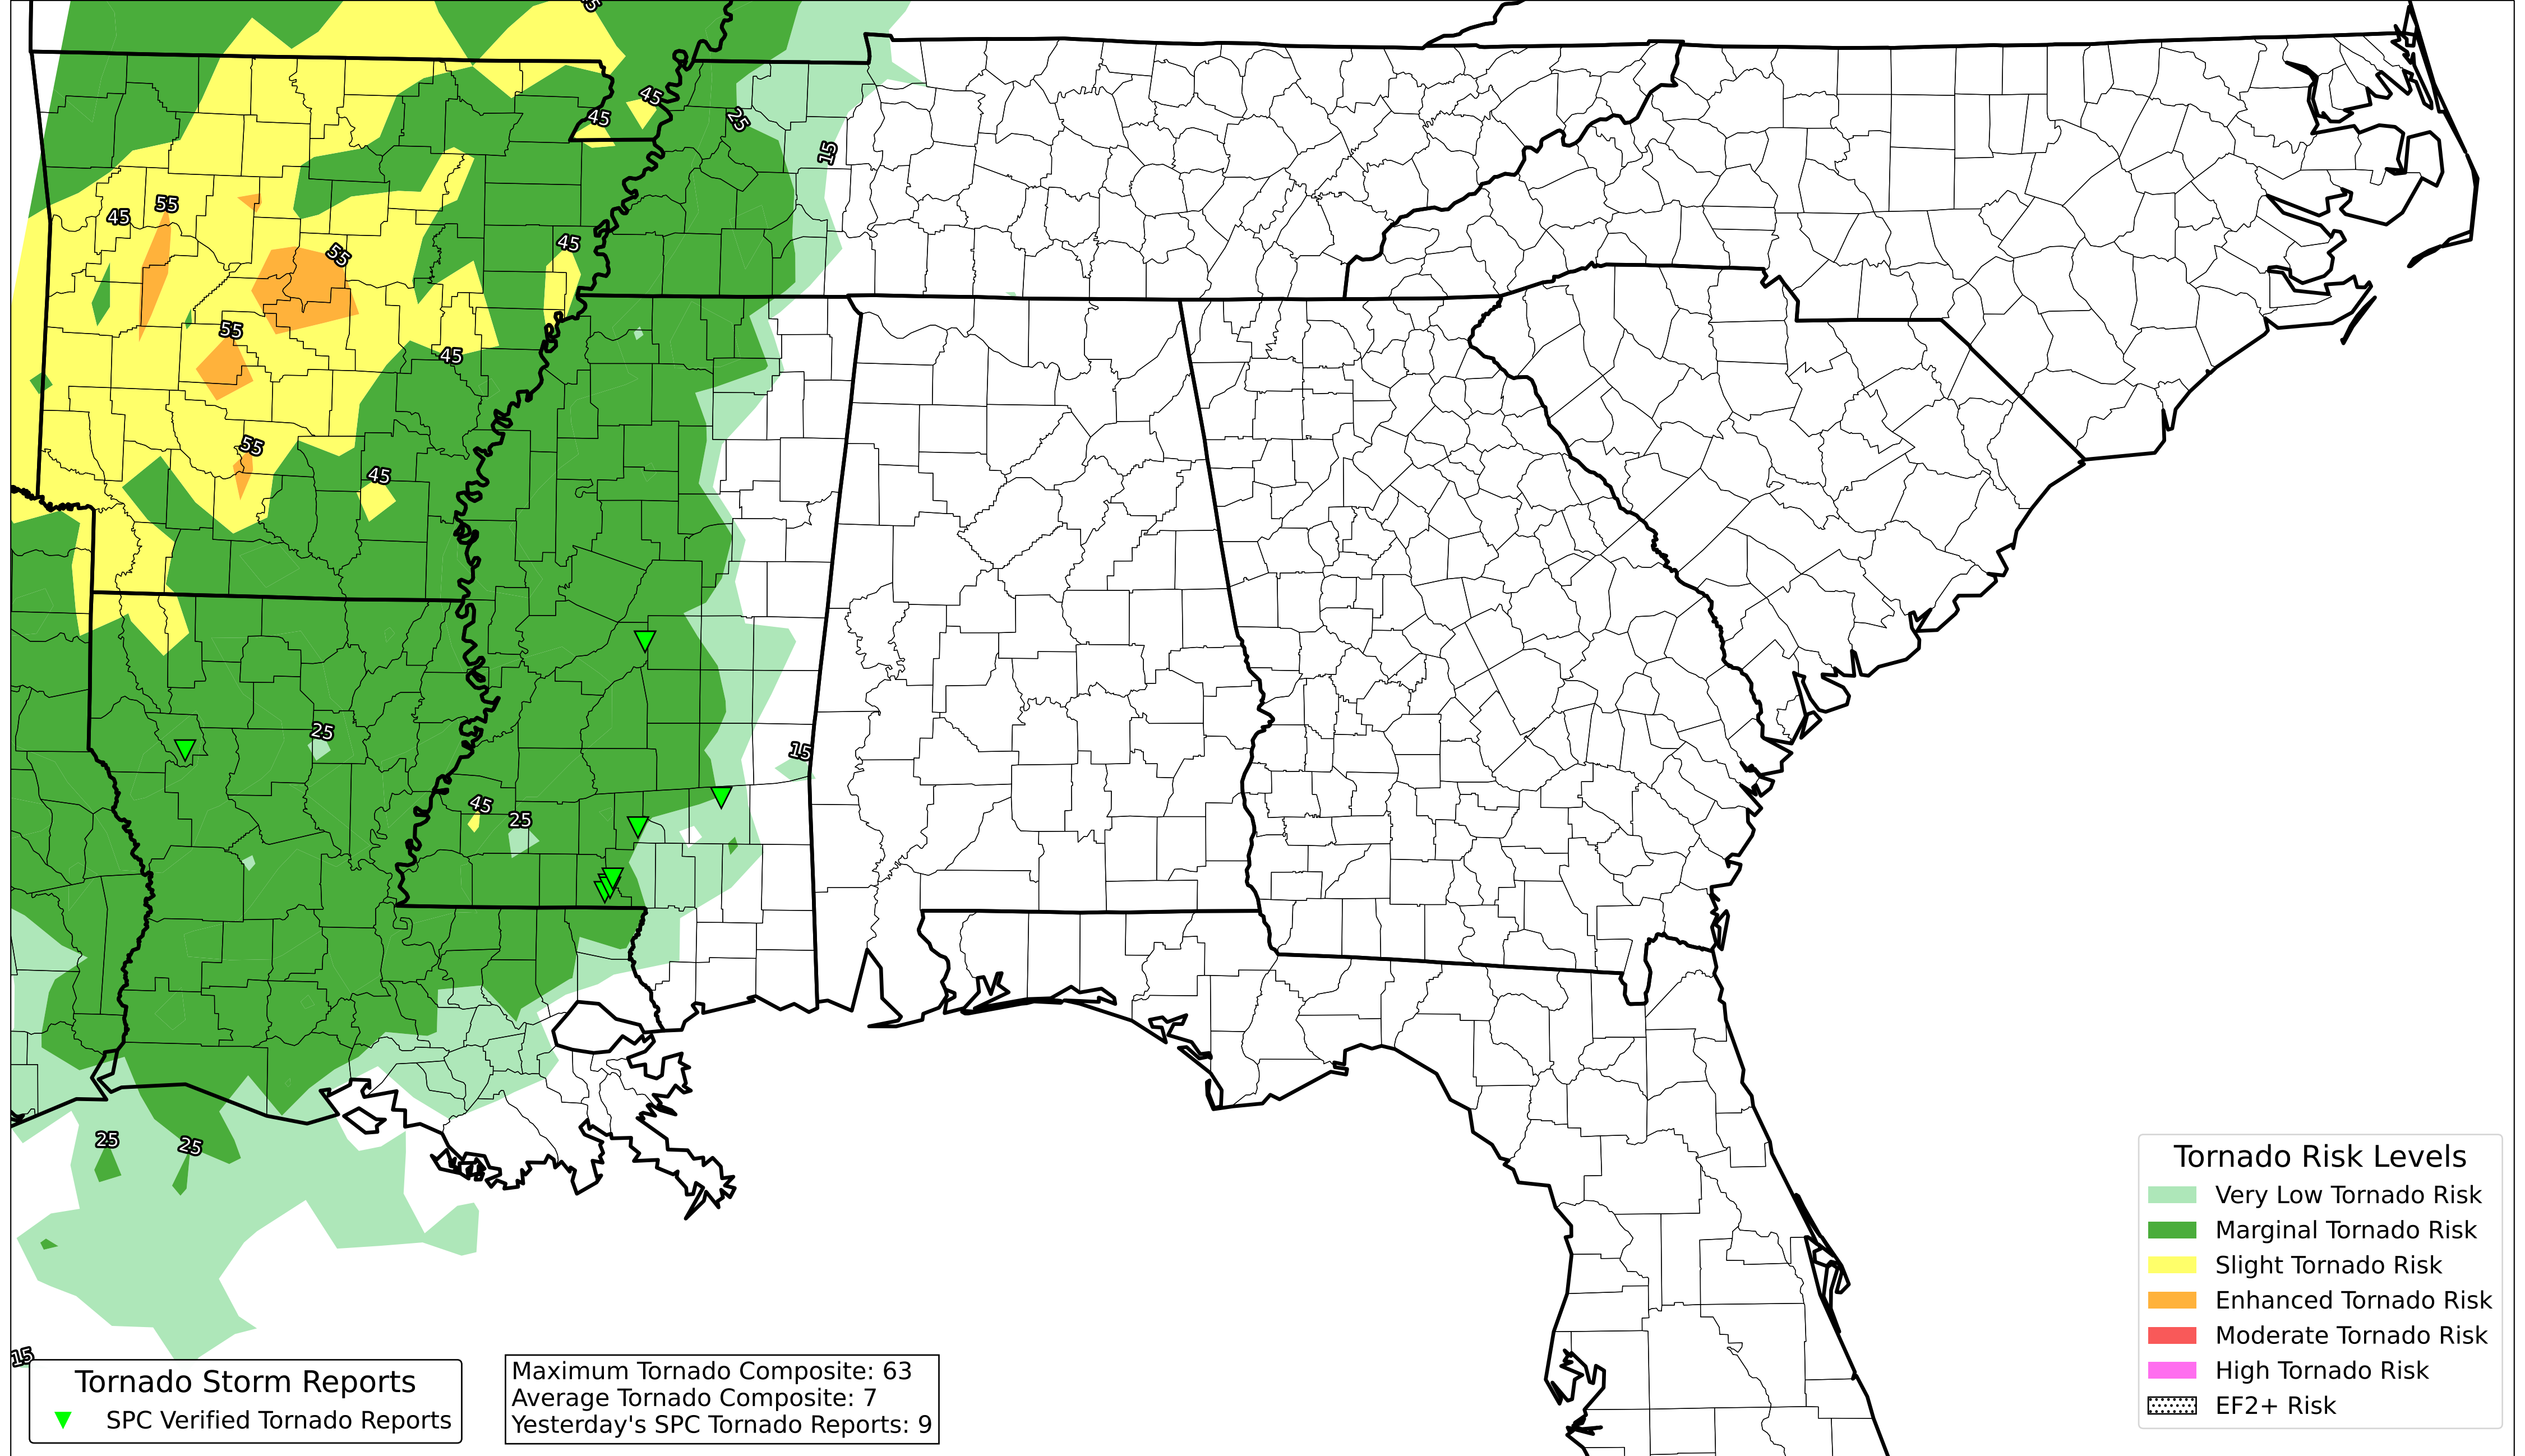 45
45
45
25
15
55
45
45
55
55
45
55
45
25
15
45
25
25
25
15
Tornado Risk Levels
Very Low Tornado Risk
Marginal Tornado Risk
Slight Tornado Risk
Enhanced Tornado Risk
Moderate Tornado Risk
High Tornado Risk
EF2+ Risk
Tornado Storm Reports
SPC Verified Tornado Reports
Maximum Tornado Composite: 63
Average Tornado Composite: 7
Yesterday's SPC Tornado Reports: 9